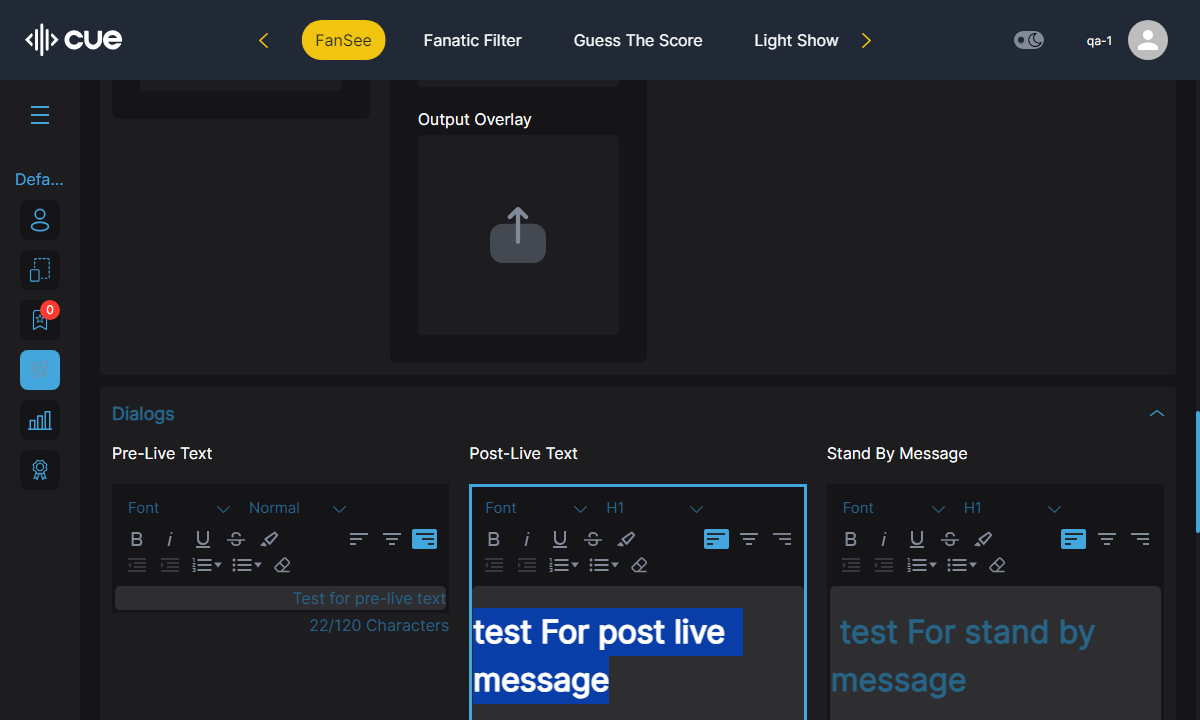 cue
FanSee
Fanatic Filter
Guess The Score
Light Show
qa-1
Defa...
0
Output Overlay
Dialogs
Pre-Live Text
Post-Live Text
Stand By Message
Font
Normal
Font
H1
Font
H1
Test for pre-live text
22/120 Characters
test For post live
message
test For stand by
message